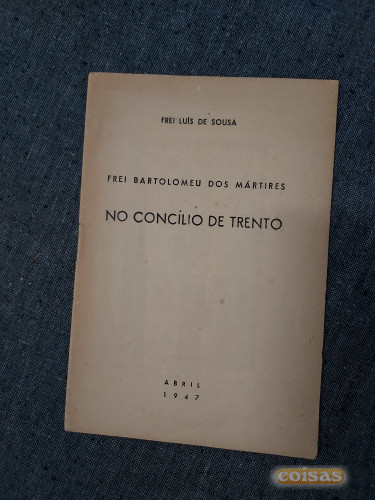 FREI LUÍS DE SOUSA
FREI BARTOLOMEU DOS MÁRTIRES
NO CONCÍLIO DE TRENTO
ABRIL
1947
coisas